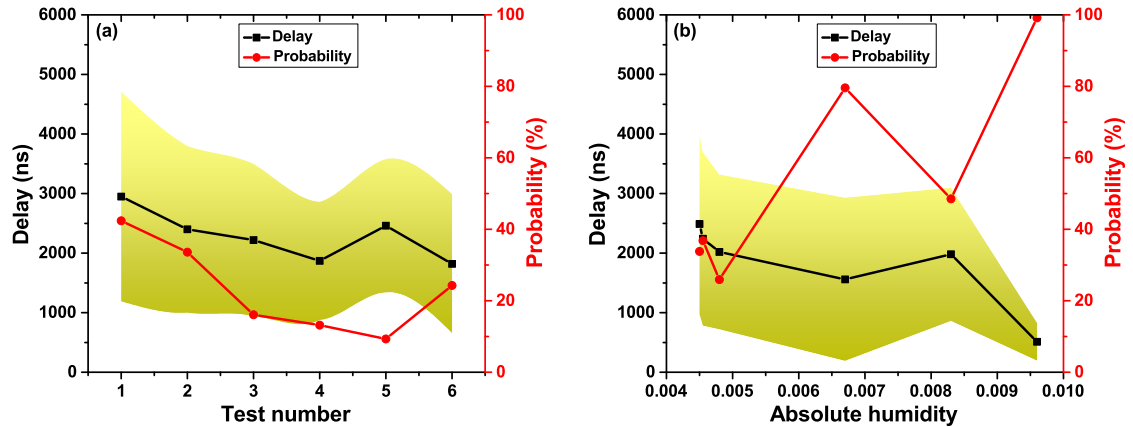 (a)
Delay
Probability
6000
5000
4000
3000
2000
1000
0
Delay (ns)
100
80
60
40
20
0
Probability (%)
1 2 3 4 5 6
Test number
(b)
Delay
Probability
6000
5000
4000
3000
2000
1000
0
Delay (ns)
100
80
60
40
20
0
Probability (%)
0.004 0.005 0.006 0.007 0.008 0.009 0.010
Absolute humidity